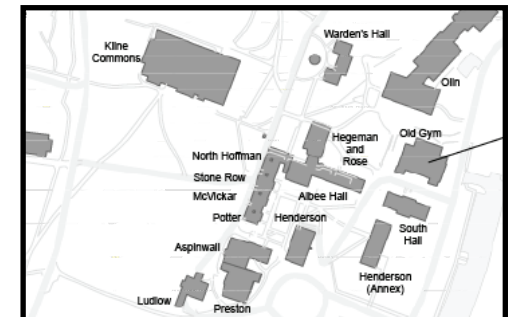 Warden's Hall
Kline
Commons
Olin
Old Gym
Hegeman
and
Rose
North Hoffman
Stone Row
McVickar
Albee Hall
Potter
Henderson
South
Hall
Aspinwall
Henderson
(Annex)
Ludlow
Preston